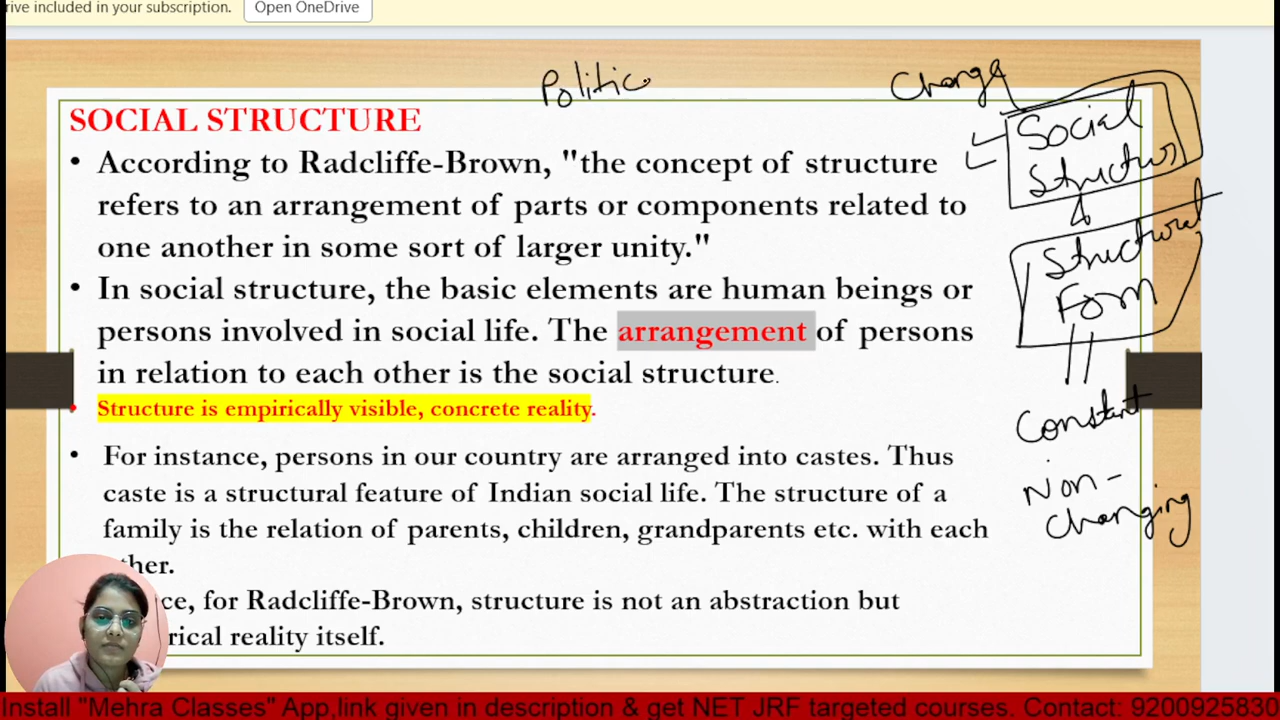 rive included in your subscription. Open OneDrive
Politic
Change
SOCIAL STRUCTURE
Social
Structur
• According to Radcliffe-Brown, "the concept of structure
refers to an arrangement of parts or components related to
one another in some sort of larger unity."
Structural
Form
• In social structure, the basic elements are human beings or
persons involved in social life. The arrangement of persons
in relation to each other is the social structure.
• Structure is empirically visible, concrete reality.
Constant
Non-
Changing
• For instance, persons in our country are arranged into castes. Thus
caste is a structural feature of Indian social life. The structure of a
family is the relation of parents, children, grandparents etc. with each
ther.
ce, for Radcliffe-Brown, structure is not an abstraction but
rical reality itself.
Install "Mehra Classes" App,link given in description & get NET JRF targeted courses. Contact: 9200925830